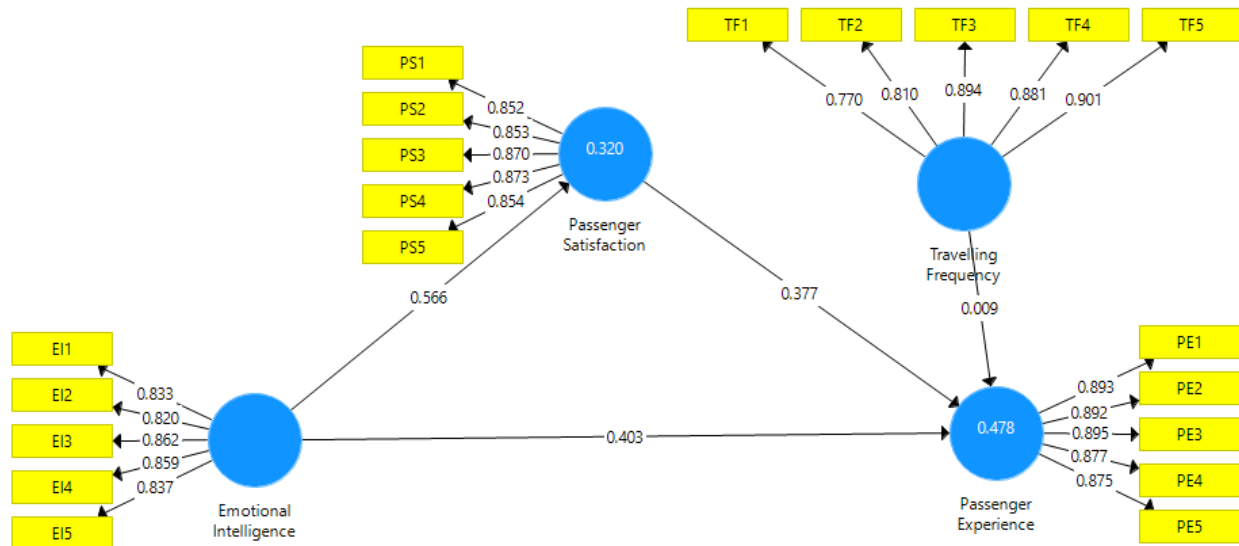 TF1 TF2 TF3 TF4 TF5
0.770 0.810 0.894 0.881 0.901
Travelling
Frequency
0.009
PS1
PS2
PS3
PS4
PS5
0.852
0.853
0.870
0.873
0.854
0.320
Passenger
Satisfaction
0.566
0.377
EI1
EI2
EI3
EI4
EI5
0.833
0.820
0.862
0.859
0.837
Emotional
Intelligence
0.403
0.478
Passenger
Experience
0.893
0.892
0.895
0.877
0.875
PE1
PE2
PE3
PE4
PE5